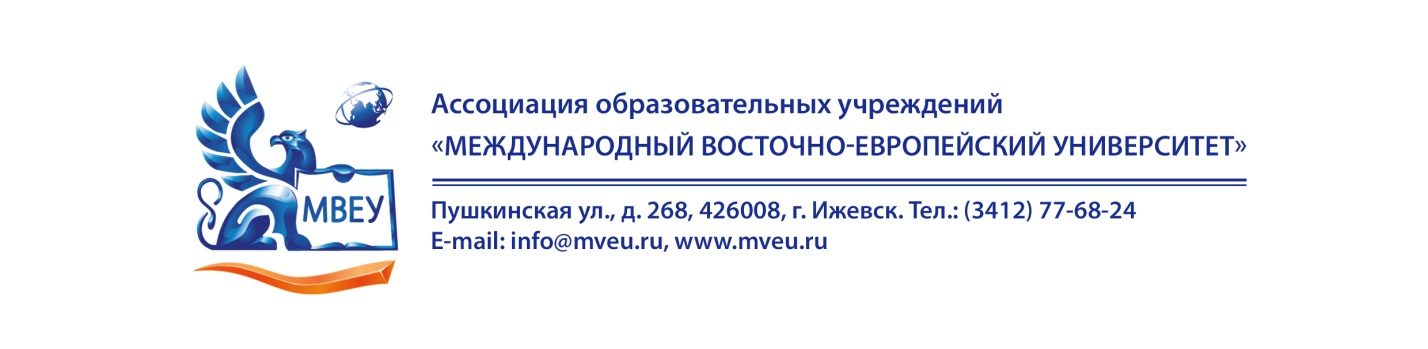 МВЕУ
Ассоциация образовательных учреждений
«МЕЖДУНАРОДНЫЙ ВОСТОЧНО-ЕВРОПЕЙСКИЙ УНИВЕРСИТЕТ»
Пушкинская ул., д. 268, 426008, г. Ижевск. Тел.: (3412) 77-68-24
E-mail: info@mveu.ru, www.mveu.ru